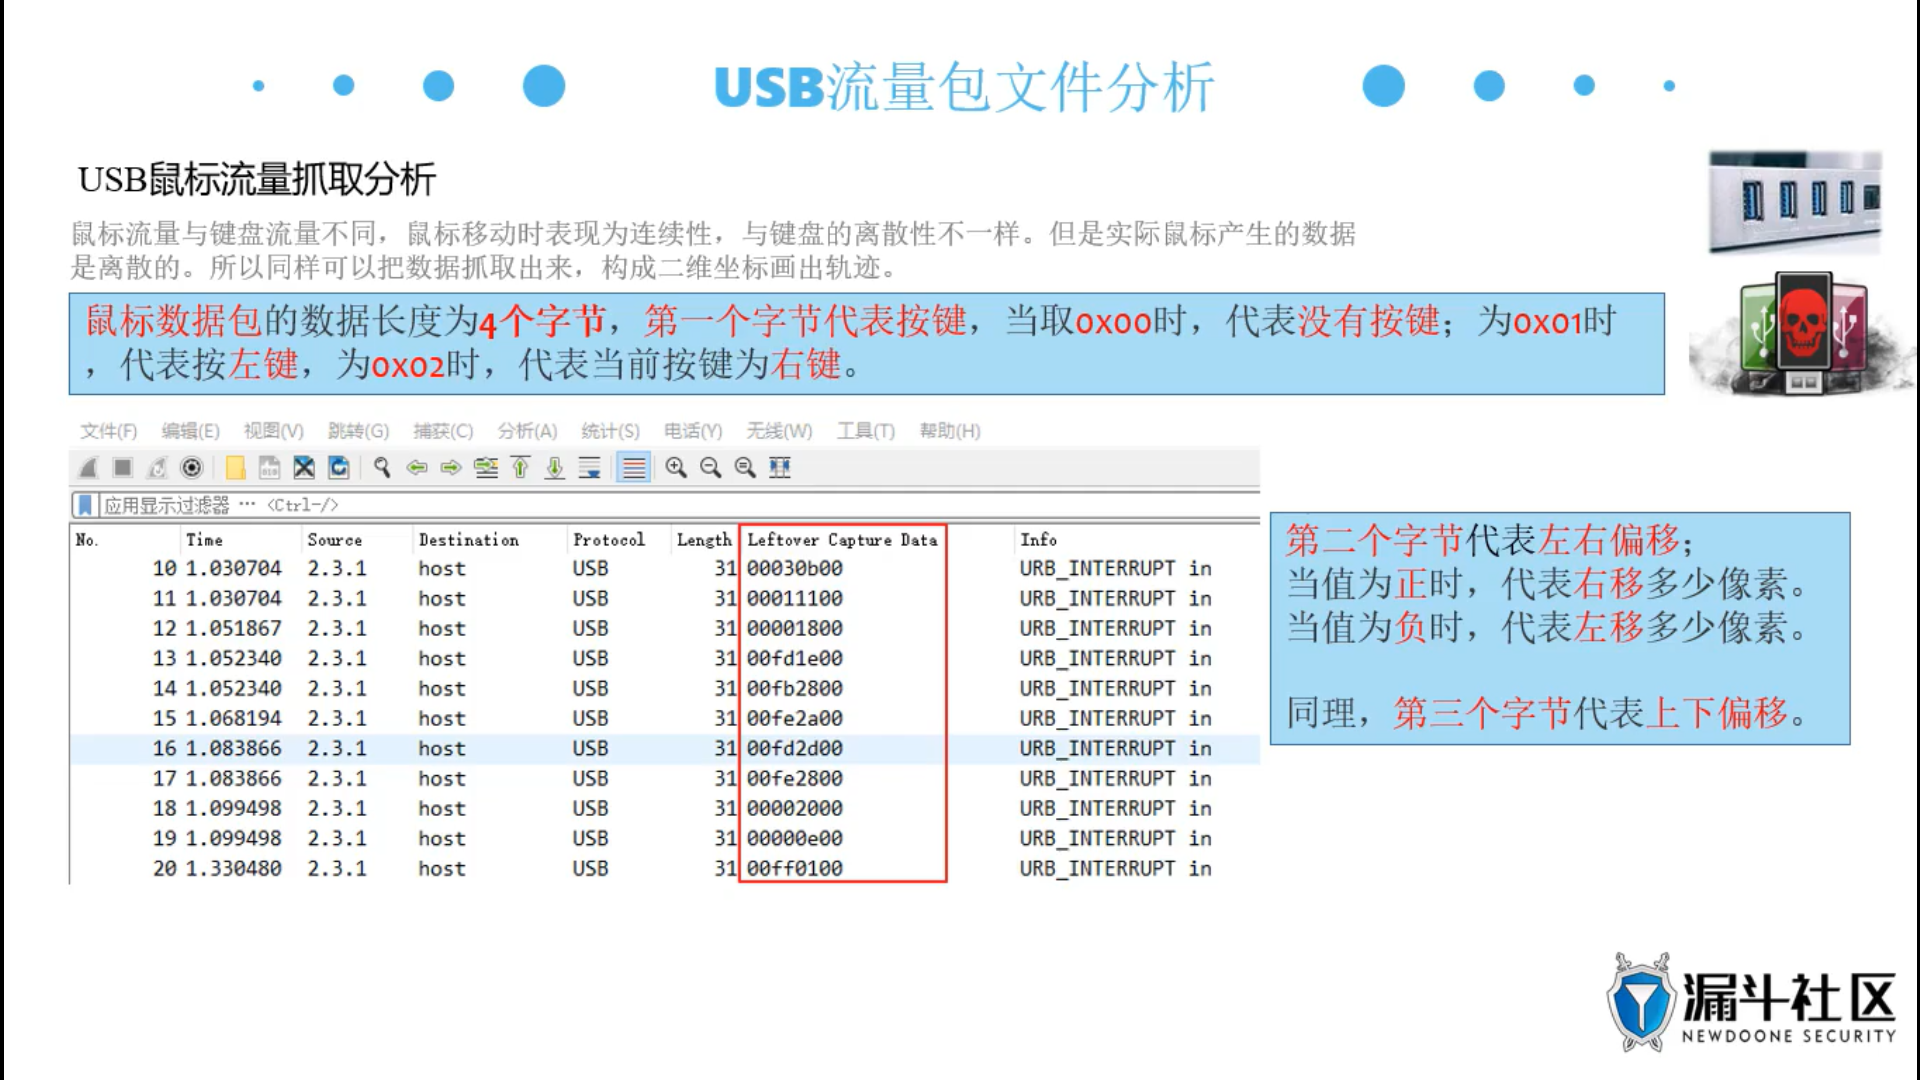 USB流量包文件分析
USB鼠标流量抓取分析
鼠标流量与键盘流量不同，鼠标移动时表现为连续性，与键盘的离散性不一样。但是实际鼠标产生的数据
是离散的。所以同样可以把数据抓取出来，构成二维坐标画出轨迹。
鼠标数据包的数据长度为4个字节，第一个字节代表按键，当取0x00时，代表没有按键；为0x01时
，代表按左键，为0x02时，代表当前按键为右键。
文件(F) 编辑(E) 视图(V) 跳转(G) 捕获(C) 分析(A) 统计(S) 电话(Y) 无线(W) 工具(T) 帮助(H)
应用显示过滤器 … <Ctrl-/>
No. Time Source Destination Protocol Length Leftover Capture Data Info
10 1.030704 2.3.1 host USB 31 00030b00 URB_INTERRUPT in
11 1.030704 2.3.1 host USB 31 00011100 URB_INTERRUPT in
12 1.051867 2.3.1 host USB 31 00001800 URB_INTERRUPT in
13 1.052340 2.3.1 host USB 31 00fd1e00 URB_INTERRUPT in
14 1.052340 2.3.1 host USB 31 00fb2800 URB_INTERRUPT in
15 1.068194 2.3.1 host USB 31 00fe2a00 URB_INTERRUPT in
16 1.083866 2.3.1 host USB 31 00fd2d00 URB_INTERRUPT in
17 1.083866 2.3.1 host USB 31 00fe2800 URB_INTERRUPT in
18 1.099498 2.3.1 host USB 31 00002000 URB_INTERRUPT in
19 1.099498 2.3.1 host USB 31 00000e00 URB_INTERRUPT in
20 1.330480 2.3.1 host USB 31 00ff0100 URB_INTERRUPT in
第二个字节代表左右偏移；
当值为正时，代表右移多少像素。
当值为负时，代表左移多少像素。
同理，第三个字节代表上下偏移。
漏斗社区
NEWDOONE SECURITY